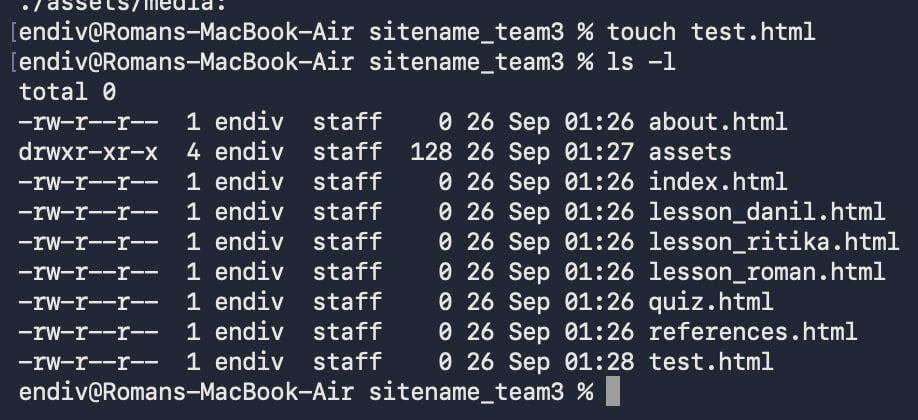 ./assets/media:
[endiv@Romans-MacBook-Air sitename_team3 % touch test.html
[endiv@Romans-MacBook-Air sitename_team3 % ls -l
total 0
-rw-r--r--  1 endiv  staff    0 26 Sep 01:26 about.html
drwxr-xr-x  4 endiv  staff  128 26 Sep 01:27 assets
-rw-r--r--  1 endiv  staff    0 26 Sep 01:26 index.html
-rw-r--r--  1 endiv  staff    0 26 Sep 01:26 lesson_danil.html
-rw-r--r--  1 endiv  staff    0 26 Sep 01:26 lesson_ritika.html
-rw-r--r--  1 endiv  staff    0 26 Sep 01:26 lesson_roman.html
-rw-r--r--  1 endiv  staff    0 26 Sep 01:26 quiz.html
-rw-r--r--  1 endiv  staff    0 26 Sep 01:26 references.html
-rw-r--r--  1 endiv  staff    0 26 Sep 01:28 test.html
endiv@Romans-MacBook-Air sitename_team3 %